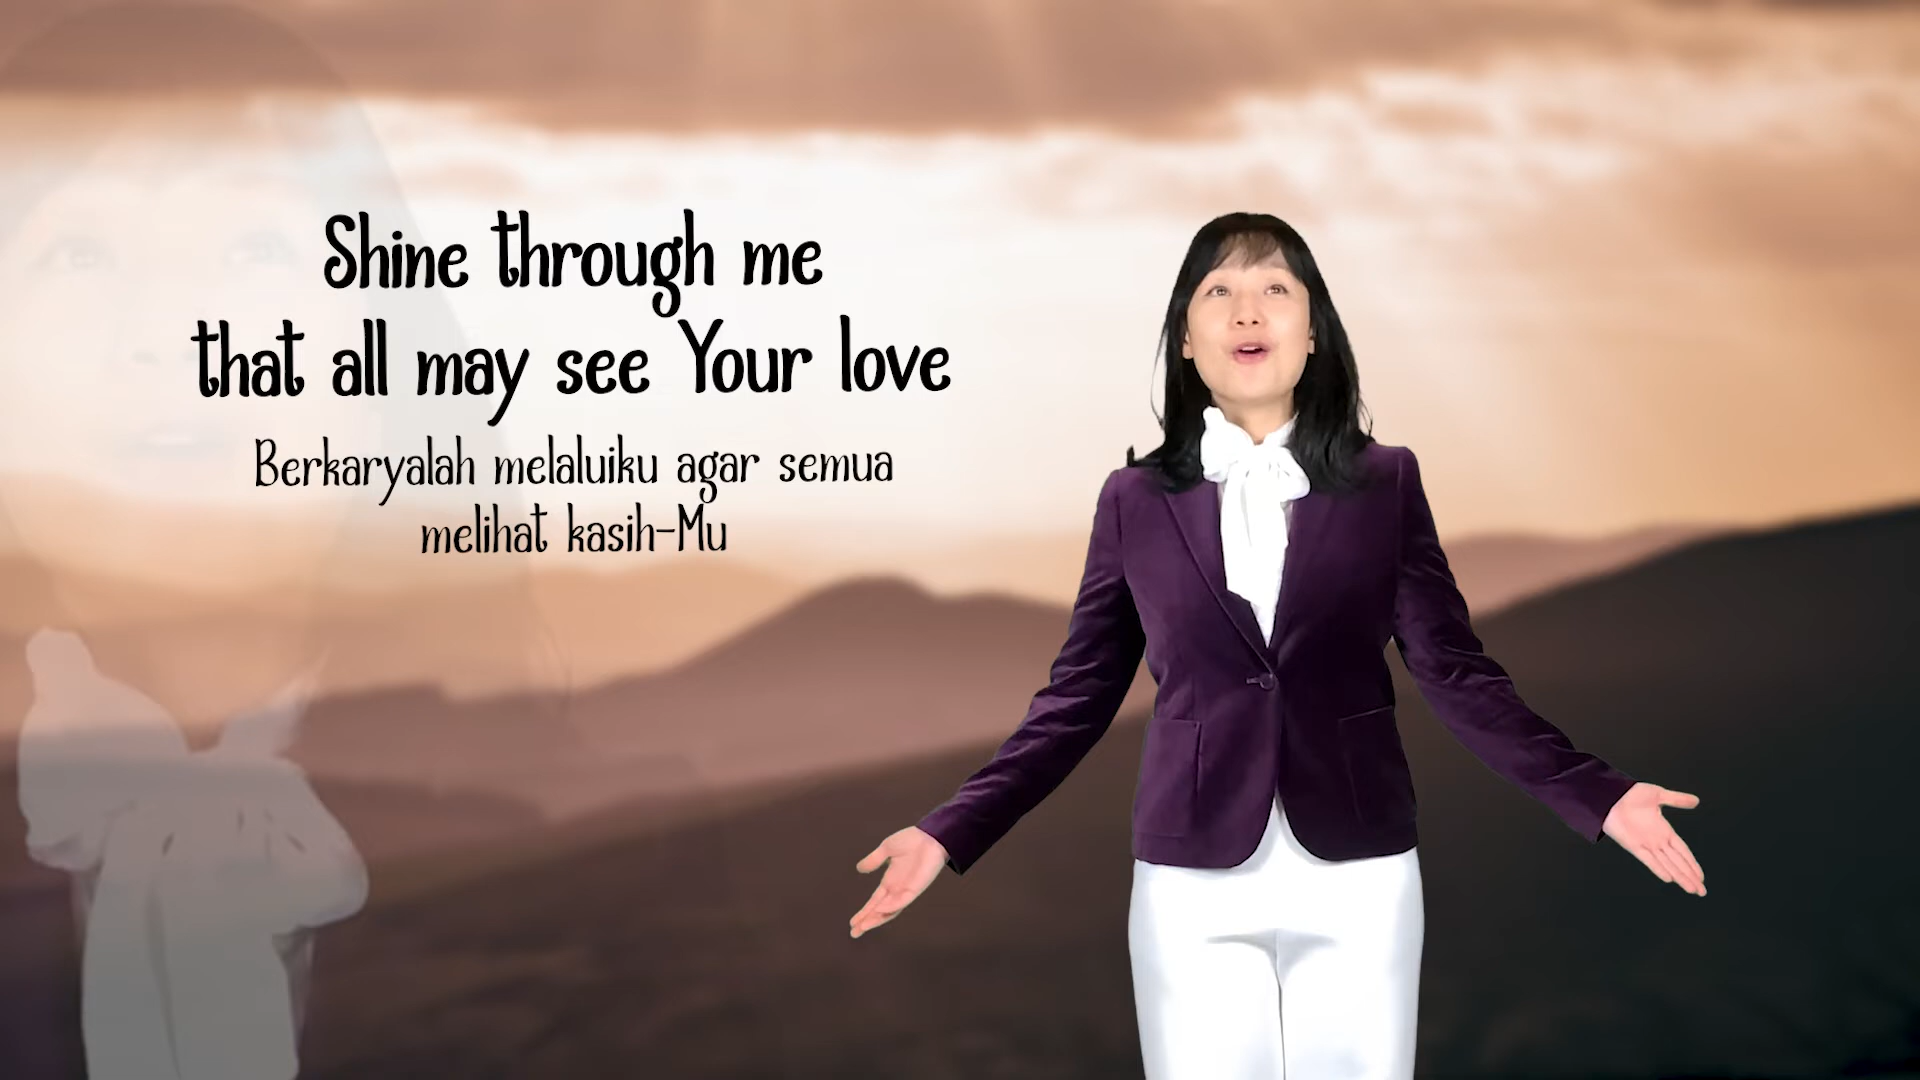 Shine through me
that all may see Your love
Berkaryalah melaluiku agar semua
melihat kasih-Mu